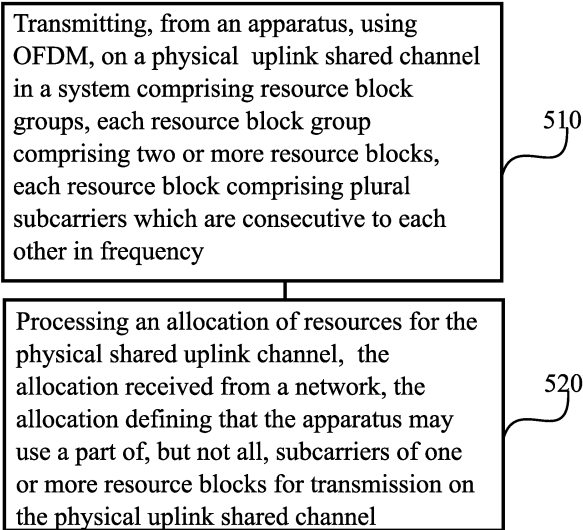 Transmitting, from an apparatus, using
OFDM, on a physical uplink shared channel
in a system comprising resource block
groups, each resource block group
comprising two or more resource blocks,
each resource block comprising plural
subcarriers which are consecutive to each
other in frequency
510
Processing an allocation of resources for the
physical shared uplink channel, the
allocation received from a network, the
allocation defining that the apparatus may
use a part of, but not all, subcarriers of one
or more resource blocks for transmission on
the physical uplink shared channel
520